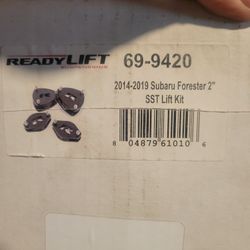 READYLIFT 69-9420
2014-2019 Subaru Forester 2"
SST Lift Kit
8 04879 61010 6